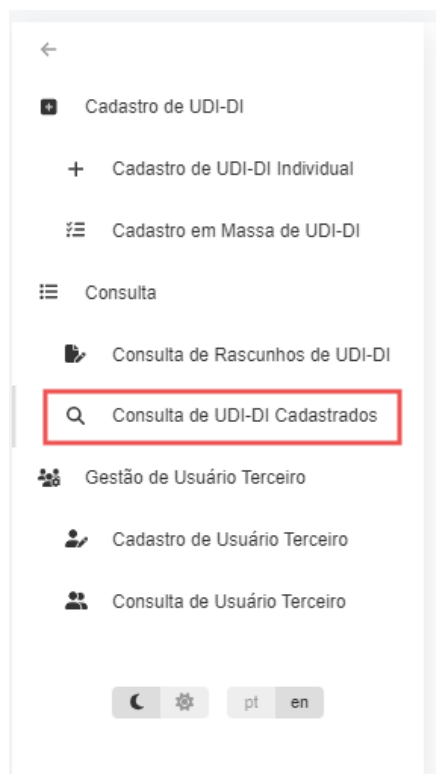 Cadastro de UDI-DI
Cadastro de UDI-DI Individual
Cadastro em Massa de UDI-DI
Consulta
Consulta de Rascunhos de UDI-DI
Consulta de UDI-DI Cadastrados
Gestão de Usuário Terceiro
Cadastro de Usuário Terceiro
Consulta de Usuário Terceiro
pt en